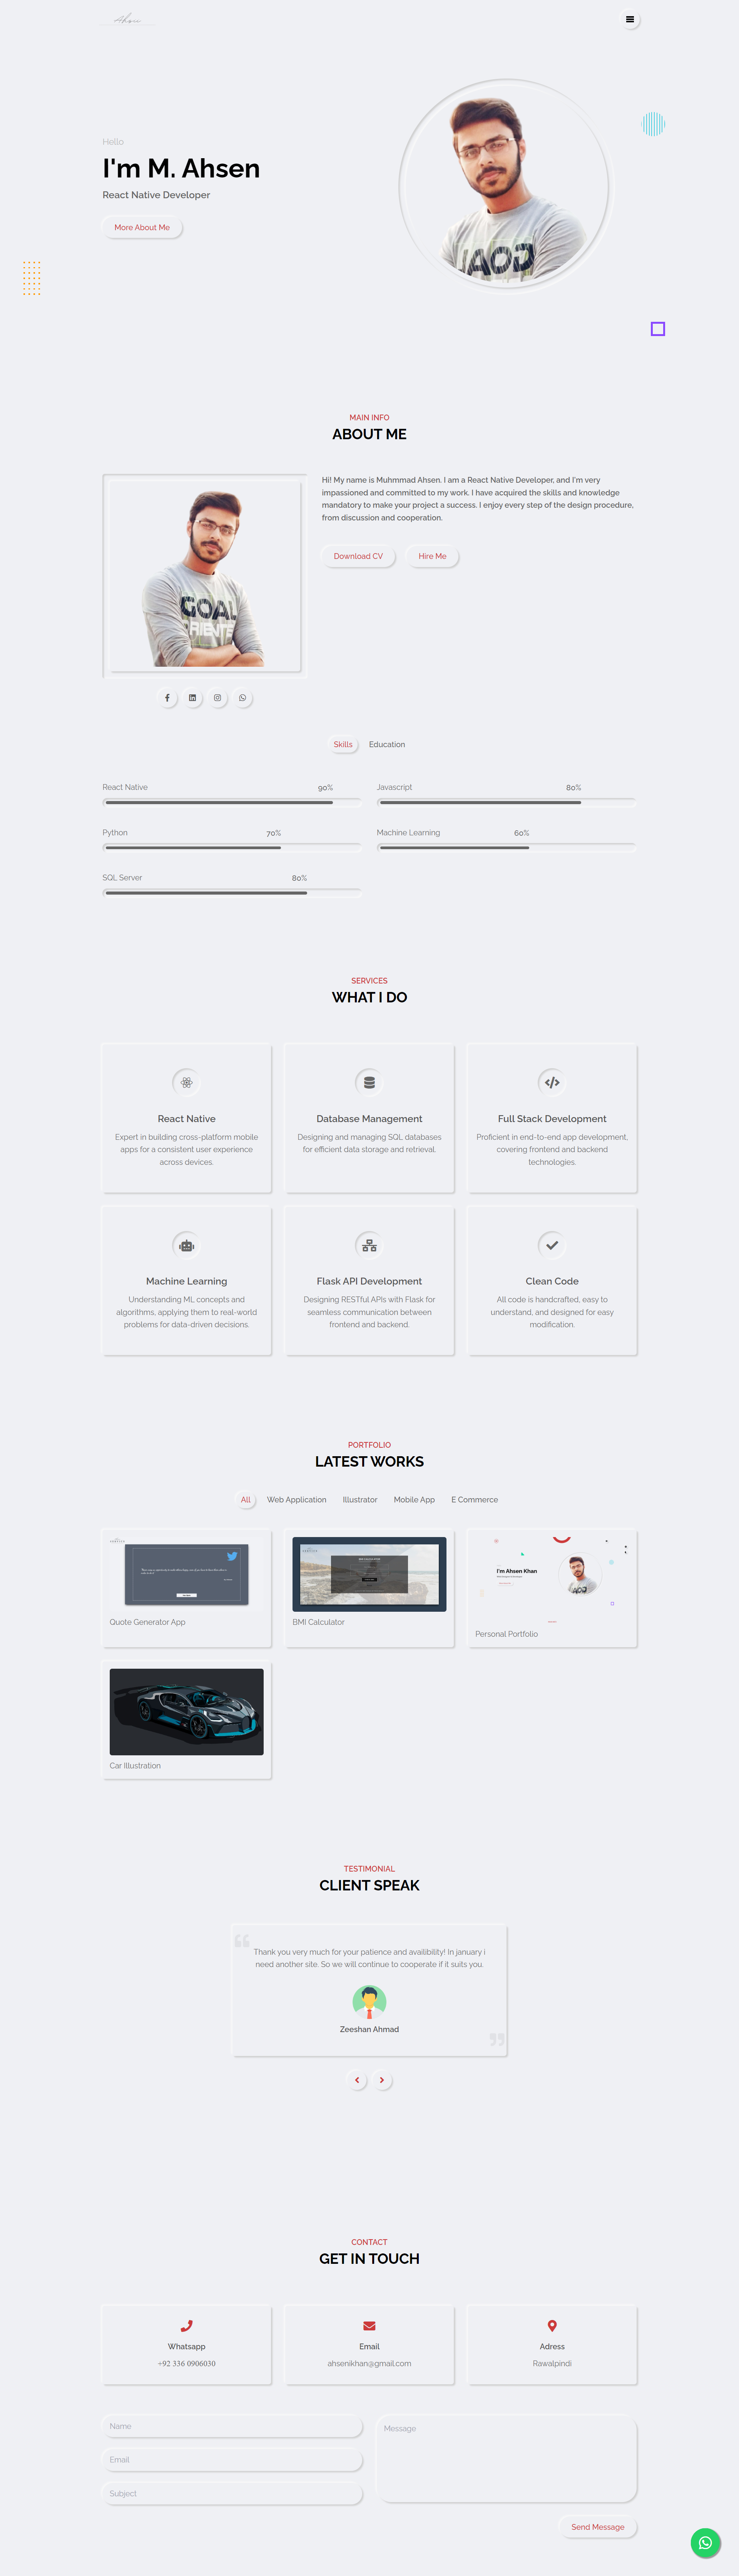 Ahsen
Hello
I'm M. Ahsen
React Native Developer
More About Me
MAIN INFO
ABOUT ME
Hi! My name is Muhmmad Ahsen. I am a React Native Developer, and I'm very
impassioned and committed to my work. I have acquired the skills and knowledge
mandatory to make your project a success. I enjoy every step of the design procedure,
from discussion and cooperation.
Download CV
Hire Me
GOAL
Skills
Education
React Native
90%
Javascript
80%
Python
70%
Machine Learning
60%
SQL Server
80%
SERVICES
WHAT I DO
React Native
Expert in building cross-platform mobile
apps for a consistent user experience
across devices.
Database Management
Designing and managing SQL databases
for efficient data storage and retrieval.
Full Stack Development
Proficient in end-to-end app development,
covering frontend and backend
technologies.
Machine Learning
Understanding ML concepts and
algorithms, applying them to real-world
problems for data-driven decisions.
Flask API Development
Designing RESTful APIs with Flask for
seamless communication between
frontend and backend.
Clean Code
All code is handcrafted, easy to
understand, and designed for easy
modification.
PORTFOLIO
LATEST WORKS
All
Web Application
Illustrator
Mobile App
E Commerce
Quote Generator App
BMI Calculator
I'm Ahsen Khan
Personal Portfolio
Car Illustration
TESTIMONIAL
CLIENT SPEAK
Thank you very much for your patience and availibility! In january i
need another site. So we will continue to cooperate if it suits you.
Zeeshan Ahmad
CONTACT
GET IN TOUCH
Whatsapp
+92 336 0906030
Email
ahsenikhan@gmail.com
Adress
Rawalpindi
Name
Email
Subject
Message
Send Message